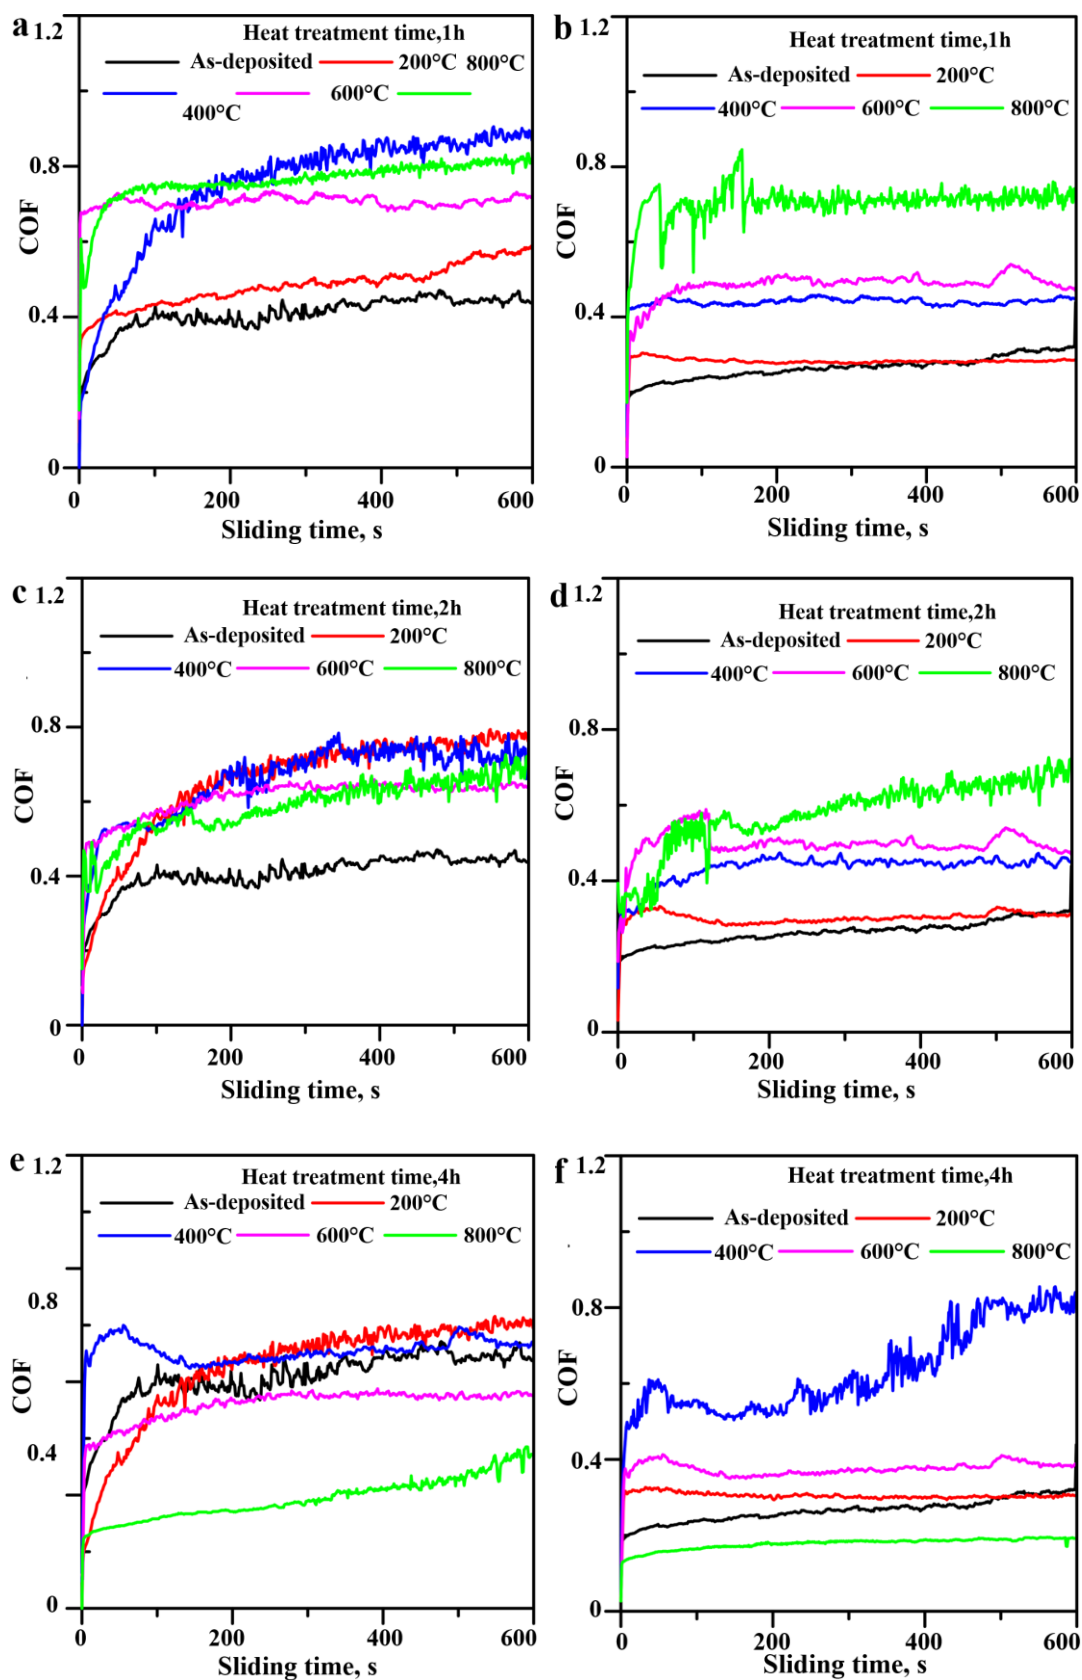 a
1.2
Heat treatment time,1h
As-deposited 200°C 800°C
600°C
400°C
0.8
COF
0.4
0
0 200 400 600
Sliding time, s
b
1.2
Heat treatment time,1h
As-deposited 200°C
400°C 600°C 800°C
0.8
COF
0.4
0
0 200 400 600
Sliding time, s
c
1.2
Heat treatment time,2h
As-deposited 200°C
400°C 600°C 800°C
0.8
COF
0.4
0
0 200 400 600
Sliding time, s
d
1.2
Heat treatment time,2h
As-deposited 200°C
400°C 600°C 800°C
0.8
COF
0.4
0
0 200 400 600
Sliding time, s
e
1.2
Heat treatment time,4h
As-deposited 200°C
400°C 600°C 800°C
0.8
COF
0.4
0
0 200 400 600
Sliding time, s
f
1.2
Heat treatment time,4h
As-deposited 200°C
400°C 600°C 800°C
0.8
COF
0.4
0
0 200 400 600
Sliding time, s